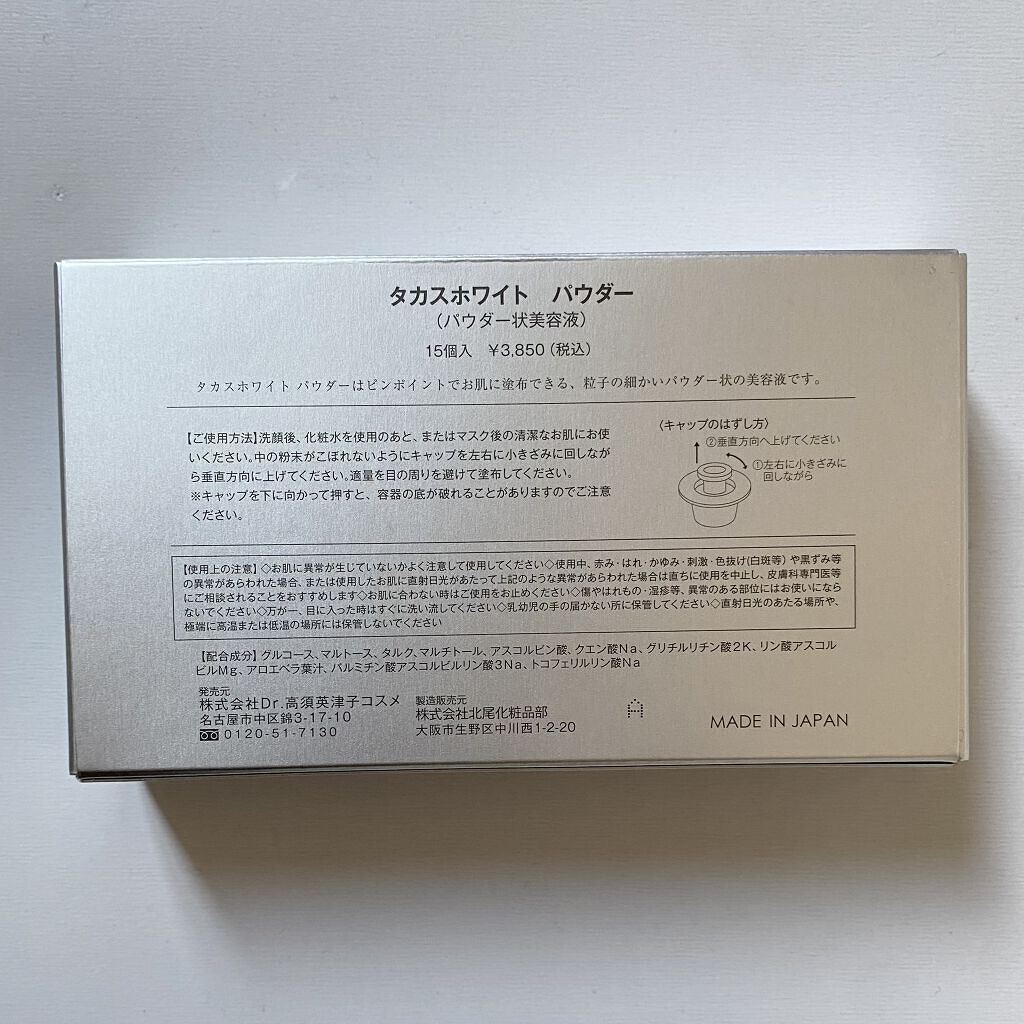 タカスホワイト パウダー
（パウダー状美容液）
15個入 ￥3,850（税込）
タカスホワイト パウダーはピンポイントでお肌に塗布できる、粒子の細かいパウダー状の美容液です。
【ご使用方法】洗顔後、化粧水を使用のあと、またはマスク後の清潔なお肌にお使
いください。中の粉末がこぼれないようにキャップを左右に小きざみに回しなが
ら垂直方向に上げてください。適量を目の周りを避けて塗布してください。
※キャップを下に向かって押すと、容器の底が破れることがありますのでご注意
ください。
〈キャップのはずし方〉
②垂直方向へ上げてください
①左右に小きざみに
回しながら
【使用上の注意】◇お肌に異常が生じていないかよく注意して使用してください◇使用中、赤み・はれ・かゆみ・刺激・色抜け(白斑等)や黒ずみ等
の異常があらわれた場合、または使用したお肌に直射日光があたって上記のような異常があらわれた場合は直ちに使用を中止し、皮膚科専門医等
にご相談されることをおすすめします◇お肌に合わない時はご使用をお止めください◇傷やはれもの・湿疹等、異常のある部位にはお使いになら
ないでください◇万が一、目に入った時はすぐに洗い流してください◇乳幼児の手の届かない所に保管してください◇直射日光のあたる場所や、
極端に高温または低温の場所には保管しないでください
【配合成分】グルコース、マルトース、タルク、マルチトール、アスコルビン酸、クエン酸Na、グリチルリチン酸2K、リン酸アスコル
ビルMg、アロエベラ葉汁、パルミチン酸アスコルビルリン酸3Na、トコフェリルリン酸Na
発売元
株式会社Dr.高須英津子コスメ
名古屋市中区錦3-17-10
0120-51-7130
製造販売元
株式会社北尾化粧品部
大阪市生野区中川西1-2-20
A
MADE IN JAPAN